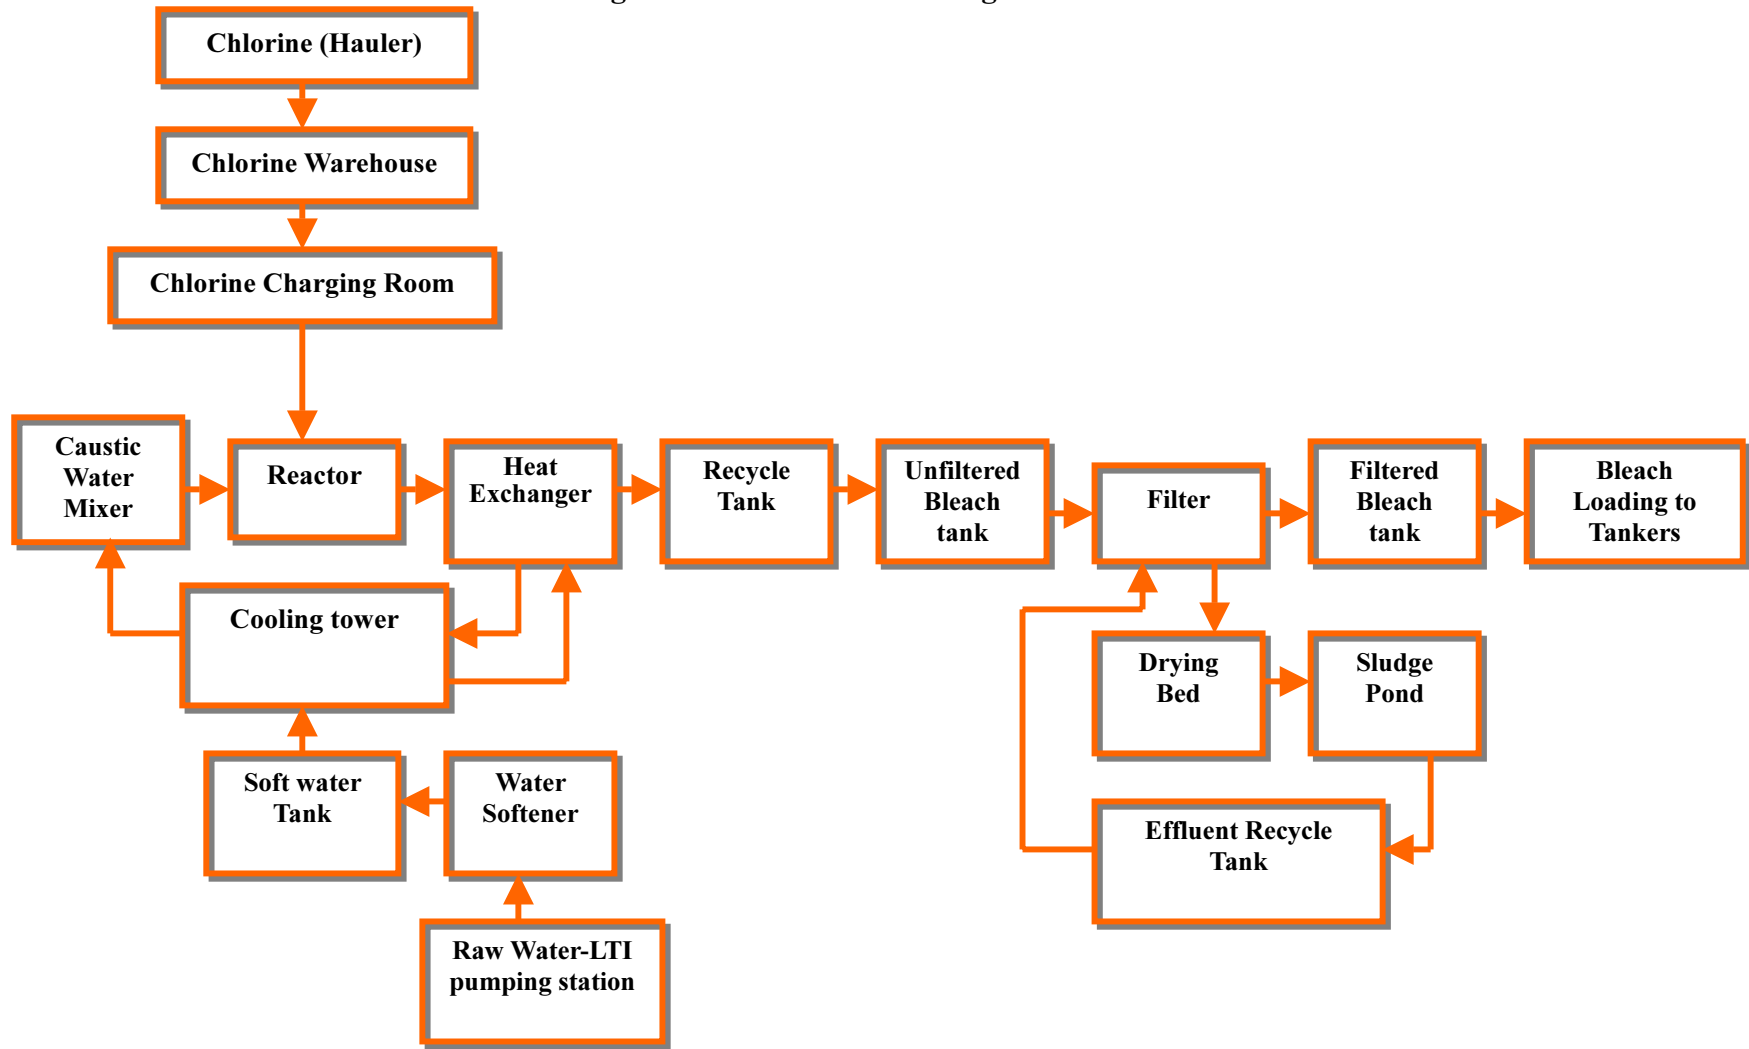 Chlorine (Hauler)
Chlorine Warehouse
Chlorine Charging Room
Caustic
Water
Mixer
Reactor
Heat
Exchanger
Recycle
Tank
Unfiltered
Bleach
tank
Filter
Filtered
Bleach
tank
Bleach
Loading to
Tankers
Cooling tower
Drying
Bed
Sludge
Pond
Soft water
Tank
Water
Softener
Effluent Recycle
Tank
Raw Water-LTI
pumping station